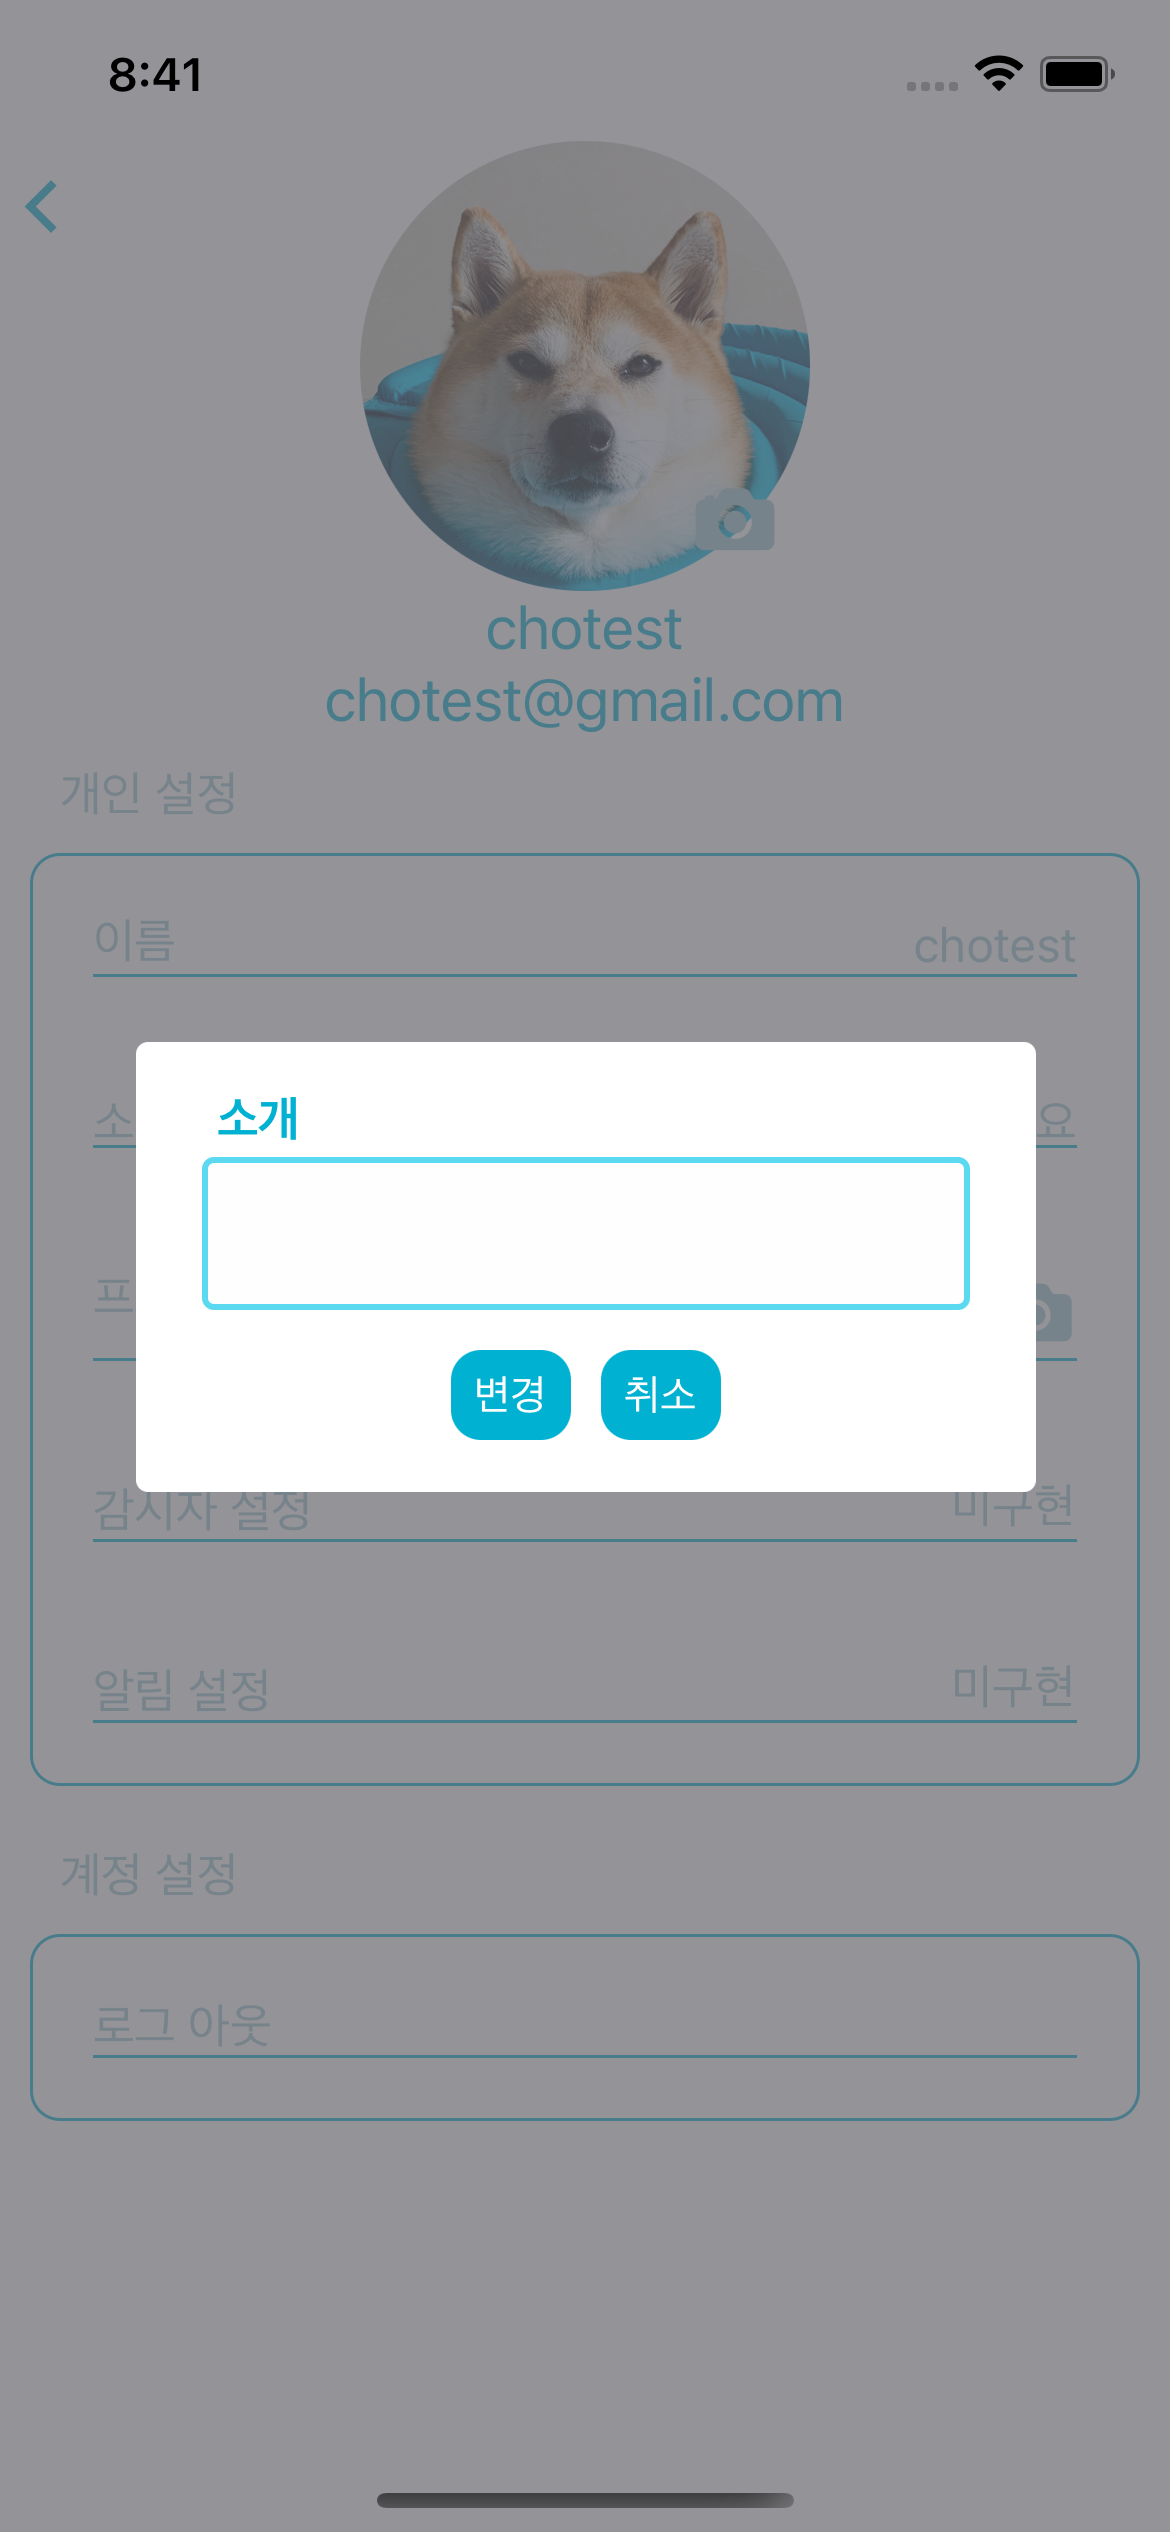 8:41
chotest
chotest@gmail.com
개인 설정
이름 chotest
소 요
소개
프
변경 취소
감시자 설정 미구현
알림 설정 미구현
계정 설정
로그 아웃